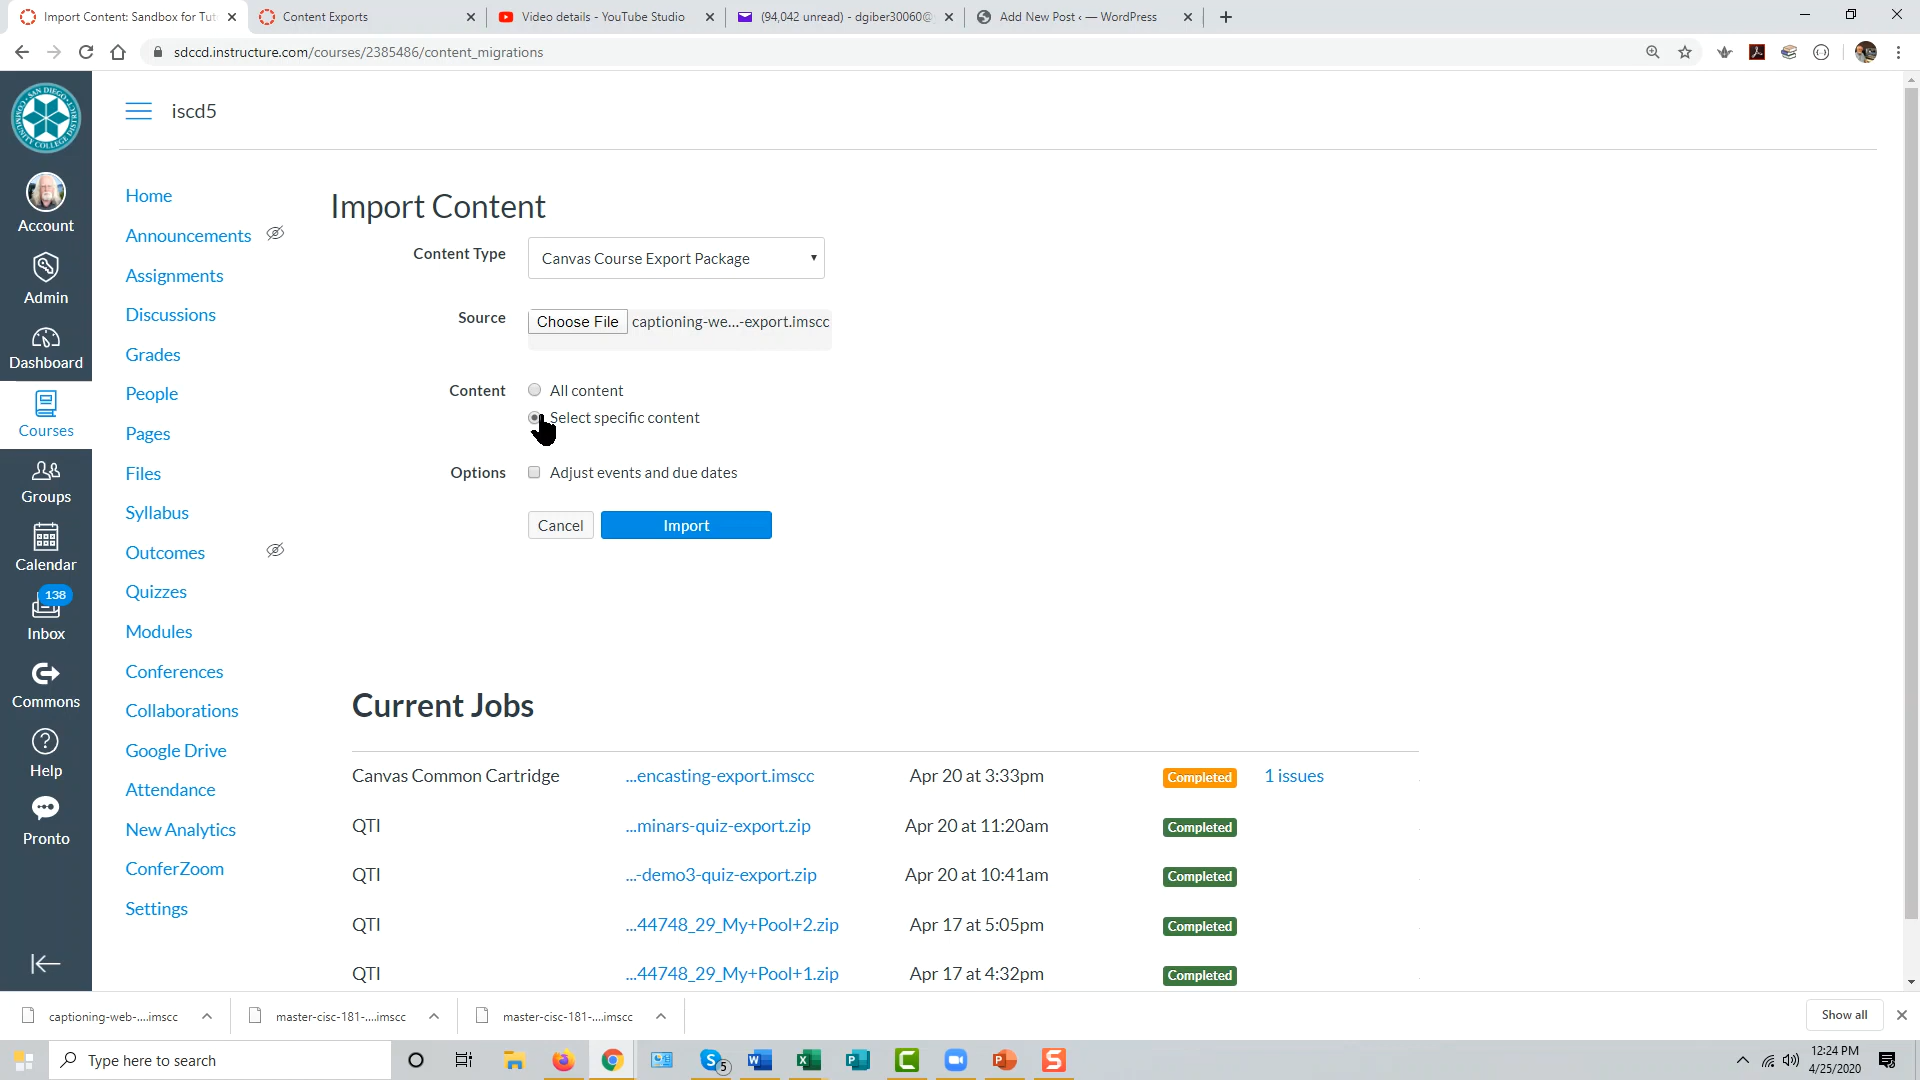 Import Content: Sandbox for Tut
Content Exports
Video details - YouTube Studio
(94,042 unread) - dgiber30060@
Add New Post ‹ — WordPress
sdccd.instructure.com/courses/2385486/content_migrations
SAN DIEGO COMMUNITY COLLEGE DISTRICT
Account
Admin
Dashboard
Courses
Groups
Calendar
138
Inbox
Commons
Help
Pronto
iscd5
Home
Announcements
Assignments
Discussions
Grades
People
Pages
Files
Syllabus
Outcomes
Quizzes
Modules
Conferences
Collaborations
Google Drive
Attendance
New Analytics
ConferZoom
Settings
Import Content
Content Type Canvas Course Export Package
Source Choose File captioning-we...-export.imscc
Content All content
Select specific content
Options Adjust events and due dates
Cancel Import
Current Jobs
Canvas Common Cartridge ...encasting-export.imscc Apr 20 at 3:33pm Completed 1 issues
QTI ...minars-quiz-export.zip Apr 20 at 11:20am Completed
QTI ...-demo3-quiz-export.zip Apr 20 at 10:41am Completed
QTI ...44748_29_My+Pool+2.zip Apr 17 at 5:05pm Completed
QTI ...44748_29_My+Pool+1.zip Apr 17 at 4:32pm Completed
captioning-web-....imscc master-cisc-181-....imscc master-cisc-181-....imscc Show all
Type here to search
5
12:24 PM
4/25/2020